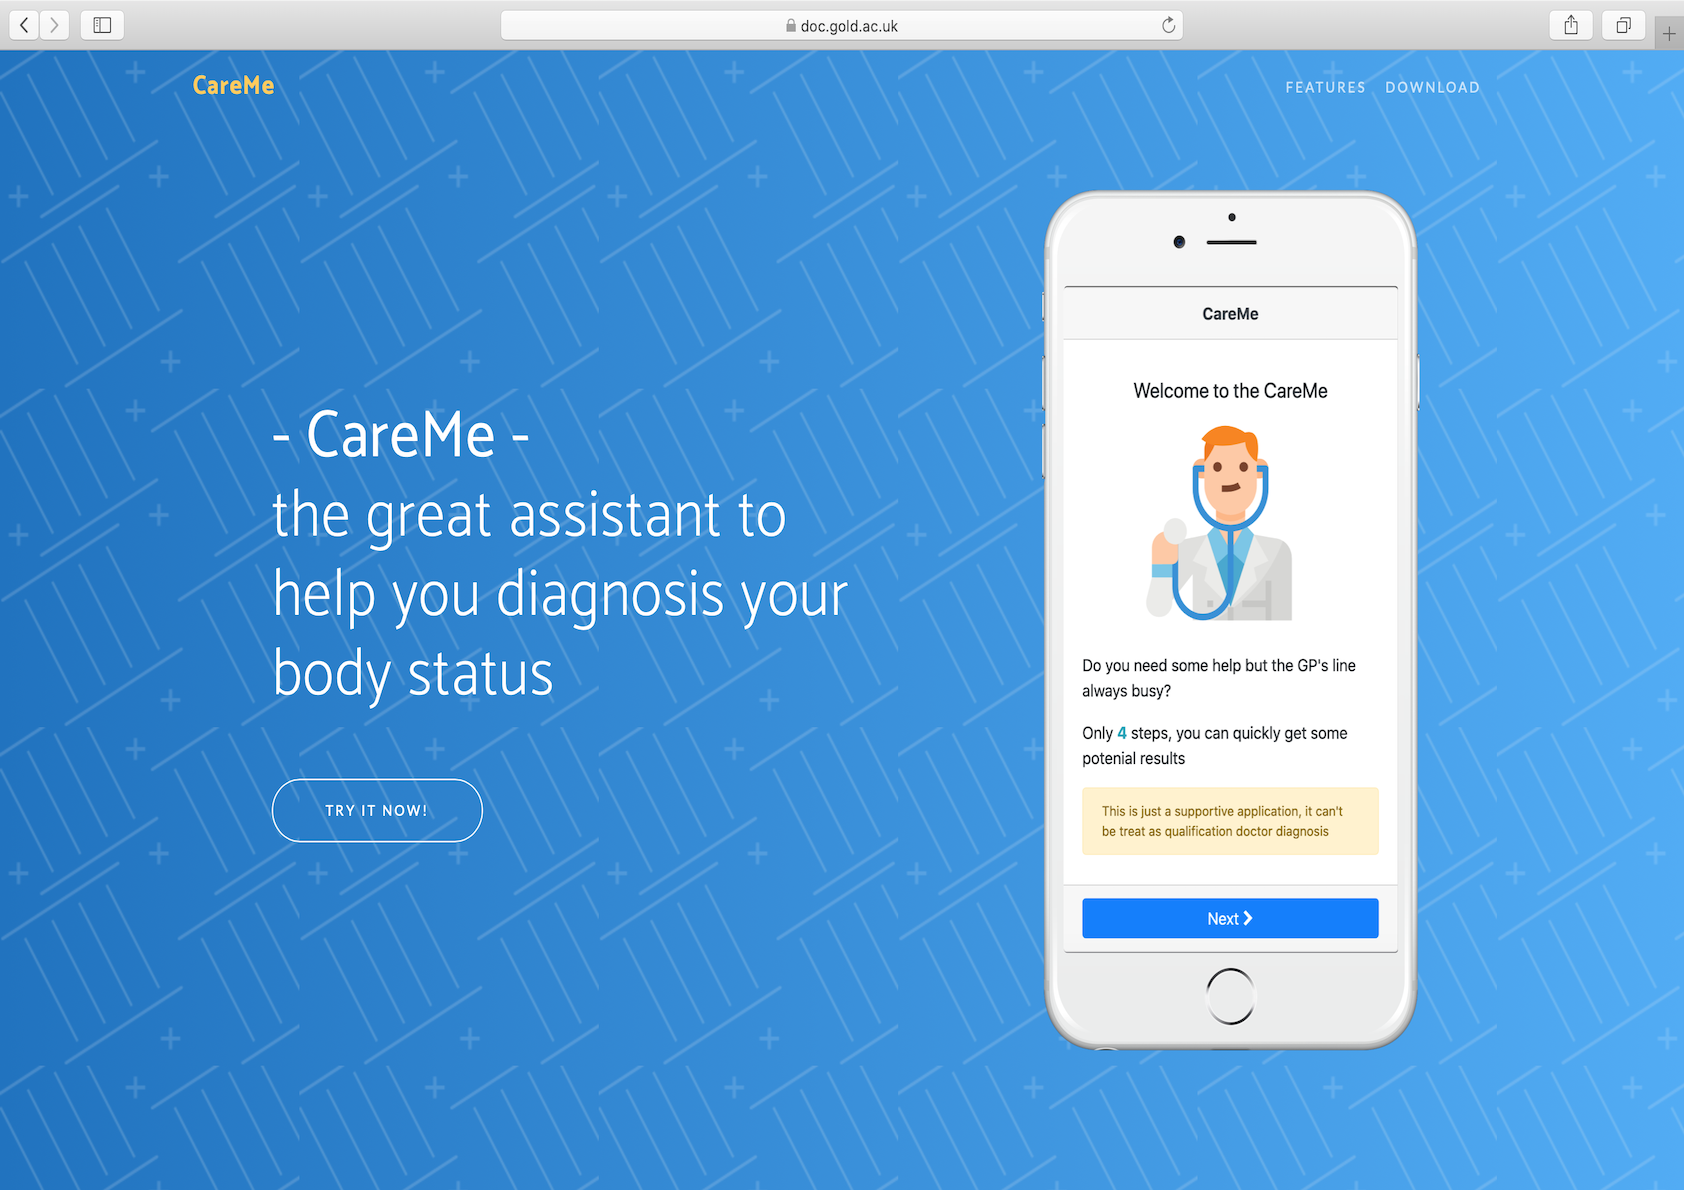 doc.gold.ac.uk
CareMe
FEATURES DOWNLOAD
- CareMe -
the great assistant to
help you diagnosis your
body status
TRY IT NOW!
CareMe
Welcome to the CareMe
Do you need some help but the GP's line
always busy?
Only 4 steps, you can quickly get some
potenial results
This is just a supportive application, it can't
be treat as qualification doctor diagnosis
Next